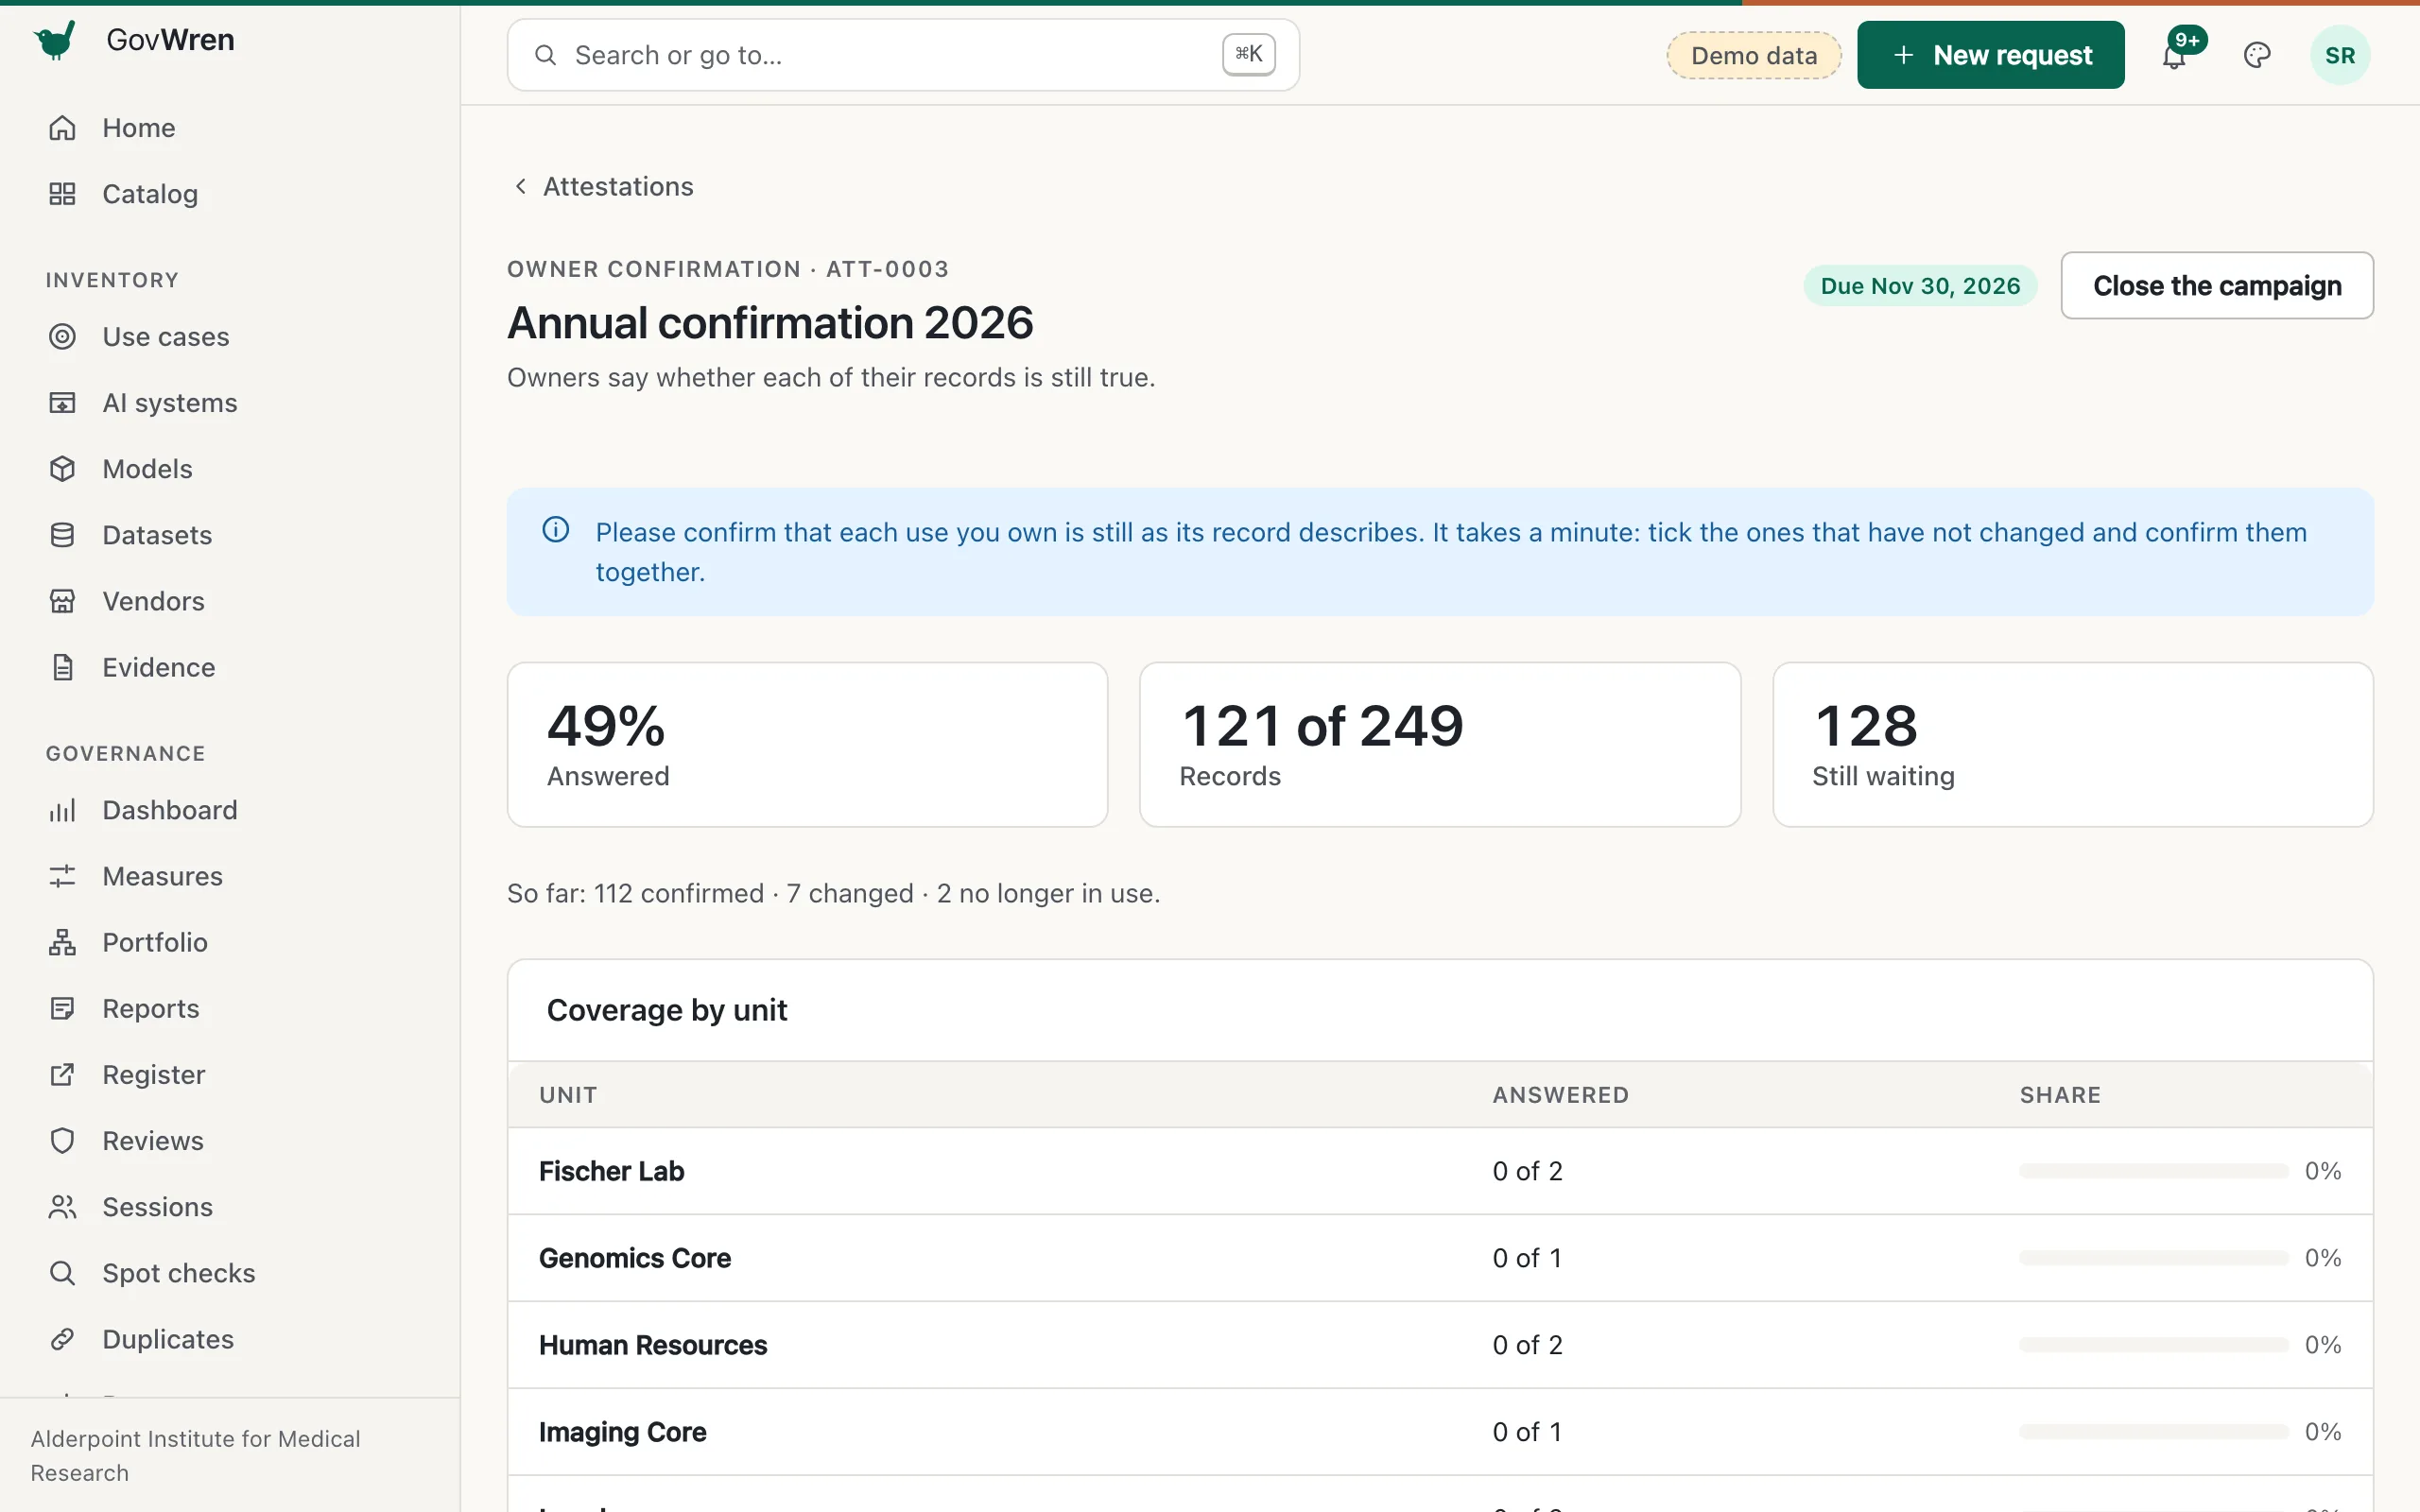 GovWren
Search or go to...
⌘K
Demo data
+ New request
9+
SR
Home
Catalog
INVENTORY
Use cases
AI systems
Models
Datasets
Vendors
Evidence
GOVERNANCE
Dashboard
Measures
Portfolio
Reports
Register
Reviews
Sessions
Spot checks
Duplicates
Alderpoint Institute for Medical
Research
Attestations
OWNER CONFIRMATION · ATT-0003
Annual confirmation 2026
Owners say whether each of their records is still true.
Due Nov 30, 2026
Close the campaign
Please confirm that each use you own is still as its record describes. It takes a minute: tick the ones that have not changed and confirm them
together.
49%
Answered
121 of 249
Records
128
Still waiting
So far: 112 confirmed · 7 changed · 2 no longer in use.
Coverage by unit
UNIT ANSWERED SHARE
Fischer Lab 0 of 2 0%
Genomics Core 0 of 1 0%
Human Resources 0 of 2 0%
Imaging Core 0 of 1 0%